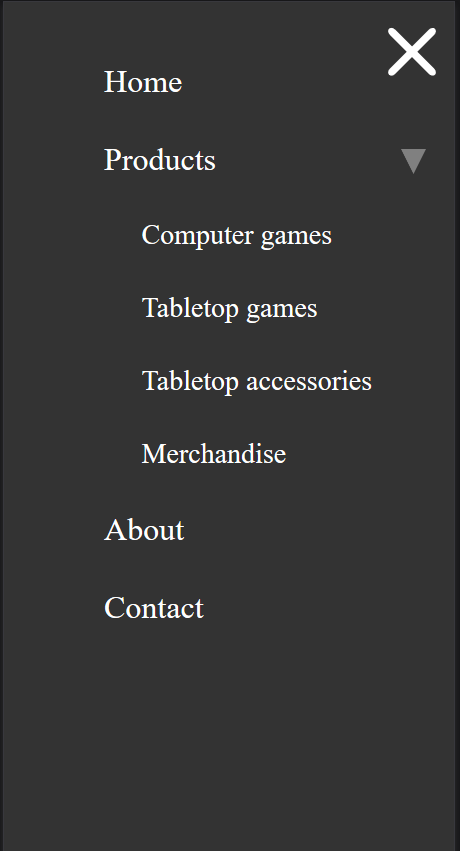 Home
Products
Computer games
Tabletop games
Tabletop accessories
Merchandise
About
Contact